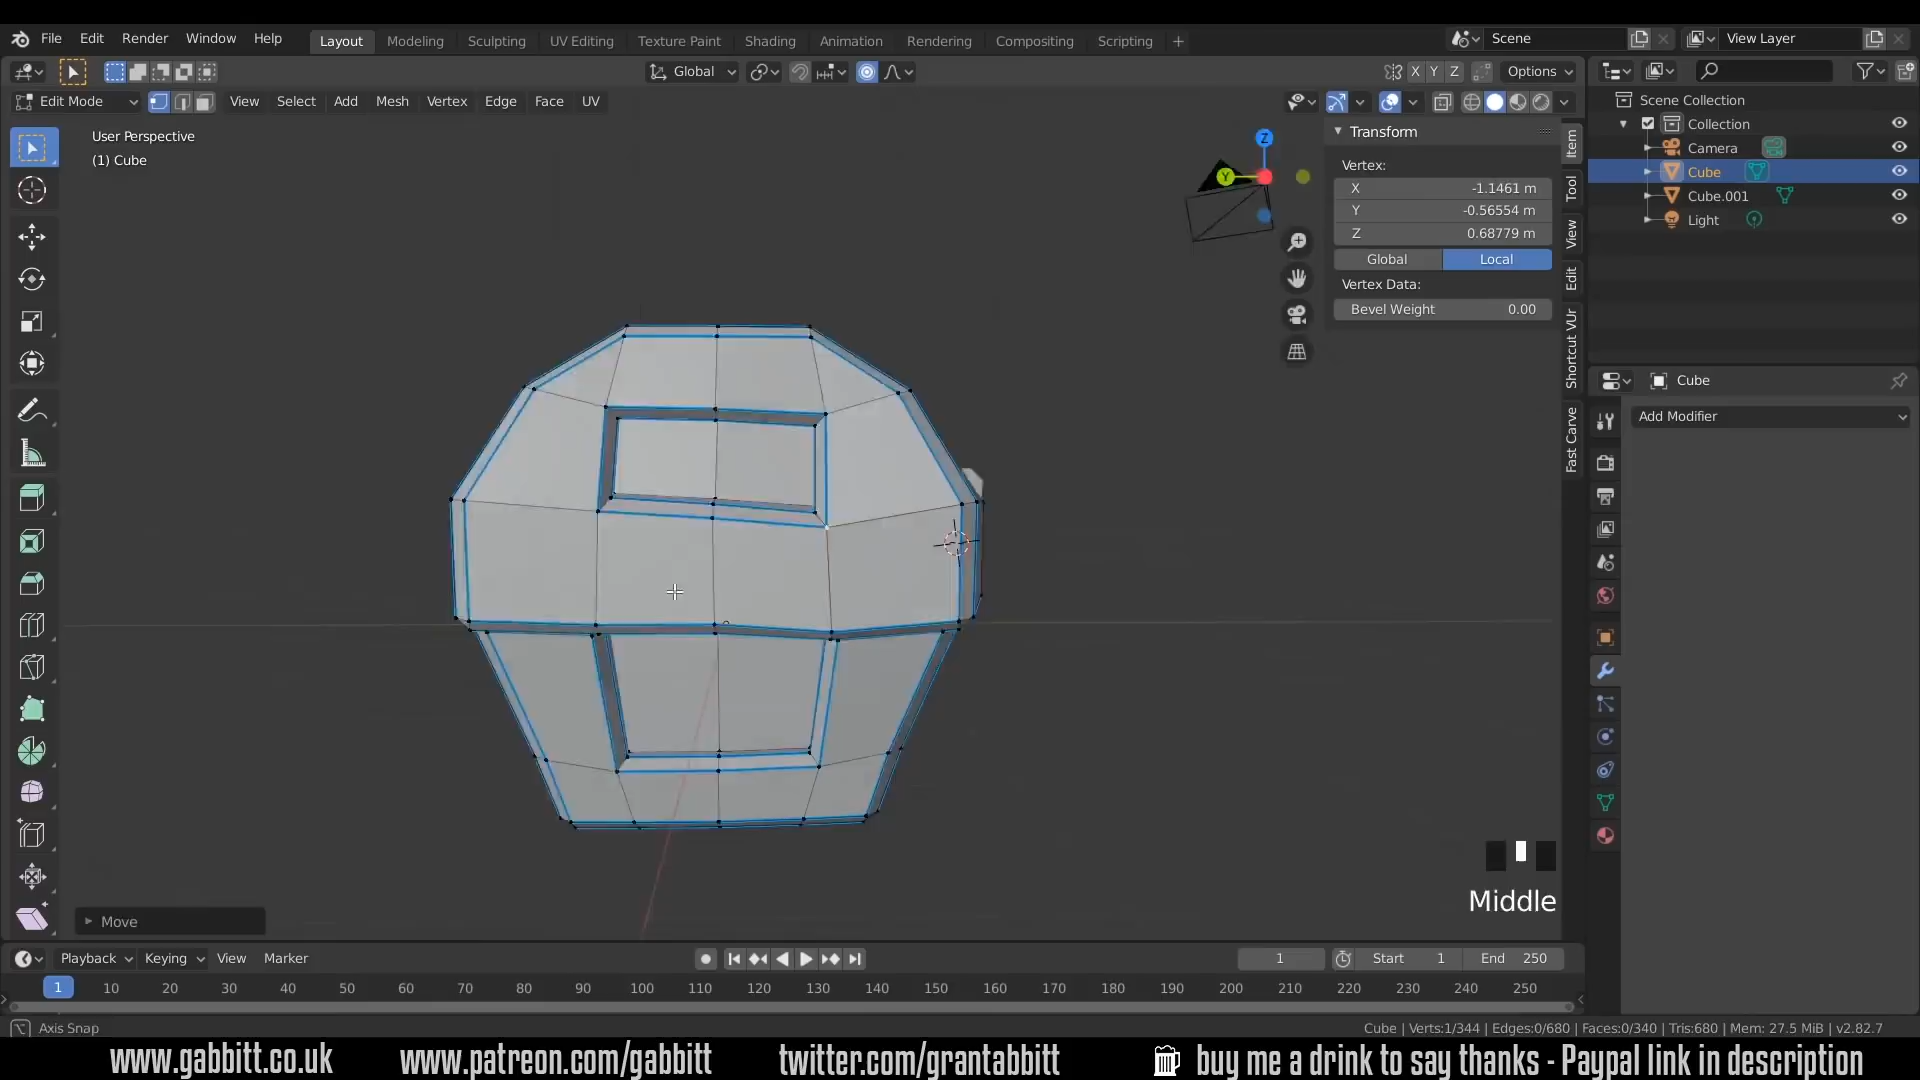 File Edit Render Window Help Layout Modeling Sculpting UV Editing Texture Paint Shading Animation Rendering Compositing Scripting + Scene View Layer
Global X Y Z Options
Edit Mode View Select Add Mesh Vertex Edge Face UV
User Perspective
(1) Cube
Z
Y
Transform
Vertex:
X -1.1461 m
Y -0.56554 m
Z 0.68779 m
Global Local
Vertex Data:
Bevel Weight 0.00
Item
Tool
View
Edit
Shortcut VUr
Fast Carve
Scene Collection
Collection
Camera
Cube
Cube.001
Light
Cube
Add Modifier
Middle
Move
Playback Keying View Marker 1 Start 1 End 250
1 10 20 30 40 50 60 70 80 90 100 110 120 130 140 150 160 170 180 190 200 210 220 230 240 250
Axis Snap Cube | Verts:1/344 | Edges:0/680 | Faces:0/340 | Tris:680 | Mem: 27.5 MiB | v2.82.7
www.gabbitt.co.uk www.patreon.com/gabbitt twitter.com/grantabbitt buy me a drink to say thanks - Paypal link in description